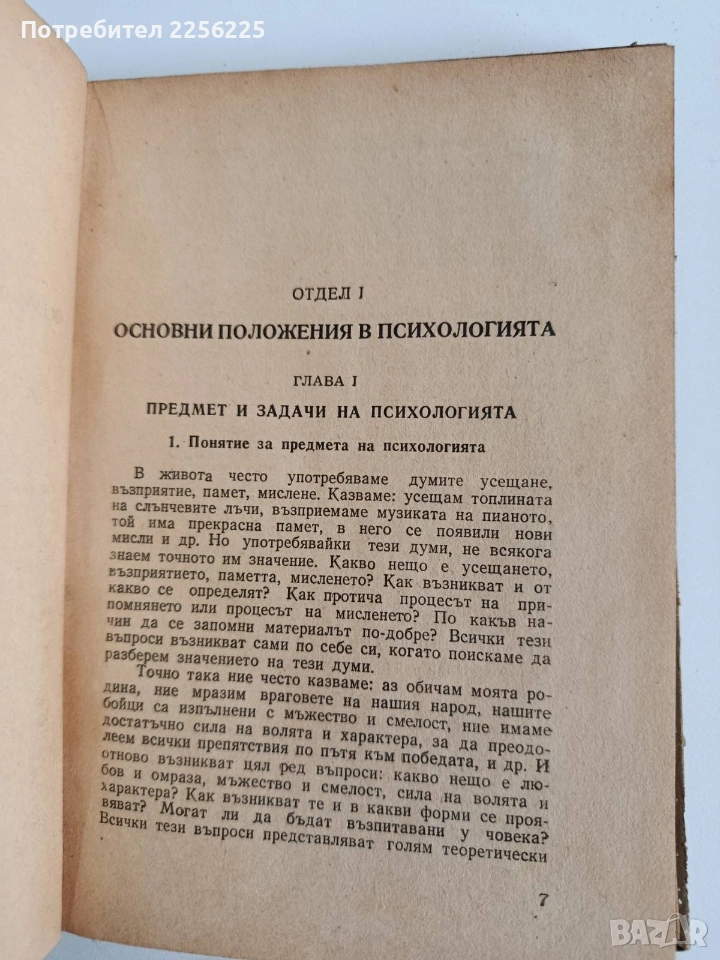 Потребител 2256225
ОТДЕЛ I
ОСНОВНИ ПОЛОЖЕНИЯ В ПСИХОЛОГИЯТА
ГЛАВА I
ПРЕДМЕТ И ЗАДАЧИ НА ПСИХОЛОГИЯТА
1. Понятие за предмета на психологията
В живота често употребяваме думите усещане,
възприятие, памет, мислене. Казваме: усещам топлината
на слънчевите лъчи, възприемаме музиката на пианото,
той има прекрасна памет, в него се появили нови
мисли и др. Но употребявайки тези думи, не всякога
знаем точното им значение. Какво нещо е усещането,
възприятието, паметта, мисленето? Как възникват и от
какво се определят? Как протича процесът на при-
помнянето или процесът на мисленето? По какъв на-
чин да се запомни материалът по-добре? Всички тези
въпроси възникват сами по себе си, когато поискаме да
разберем значението на тези думи.
Точно така ние често казваме: аз обичам моята ро-
дина, ние мразим враговете на нашия народ, нашите
бойци са изпълнени с мъжество и смелост, ние имаме
достатъчно сила на волята и характера, за да преодо-
леем всички препятствия по пътя към победата, и др. И
отново възникват цял ред въпроси: какво нещо е лю-
бов и омраза, мъжество и смелост, сила на волята и
характера? Как възникват те и в какви форми се проя-
вяват? Могат ли да бъдат възпитавани у човека?
Всички тези въпроси представляват голям теоретически
7
BAZAR